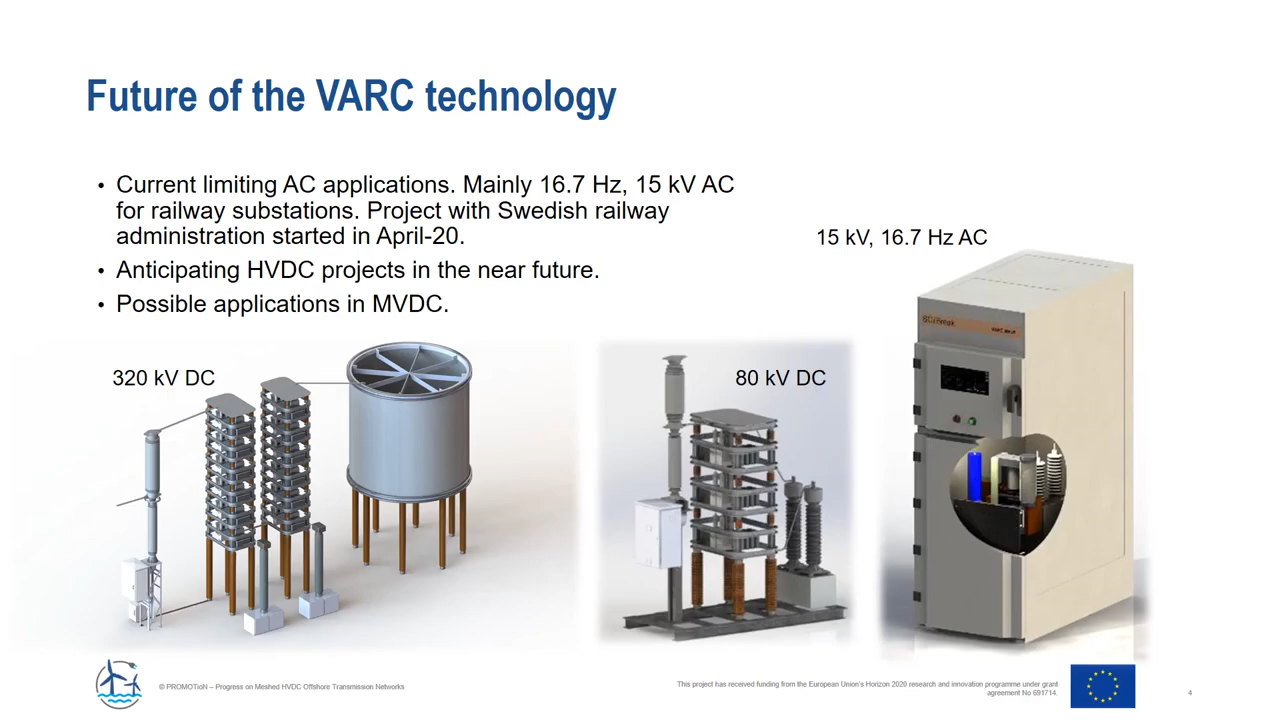 Future of the VARC technology
• Current limiting AC applications. Mainly 16.7 Hz, 15 kV AC
for railway substations. Project with Swedish railway
administration started in April-20.
• Anticipating HVDC projects in the near future.
• Possible applications in MVDC.
15 kV, 16.7 Hz AC
320 kV DC
80 kV DC
© PROMOTioN – Progress on Meshed HVDC Offshore Transmission Networks
This project has received funding from the European Union's Horizon 2020 research and innovation programme under grant
agreement No 691714.
4